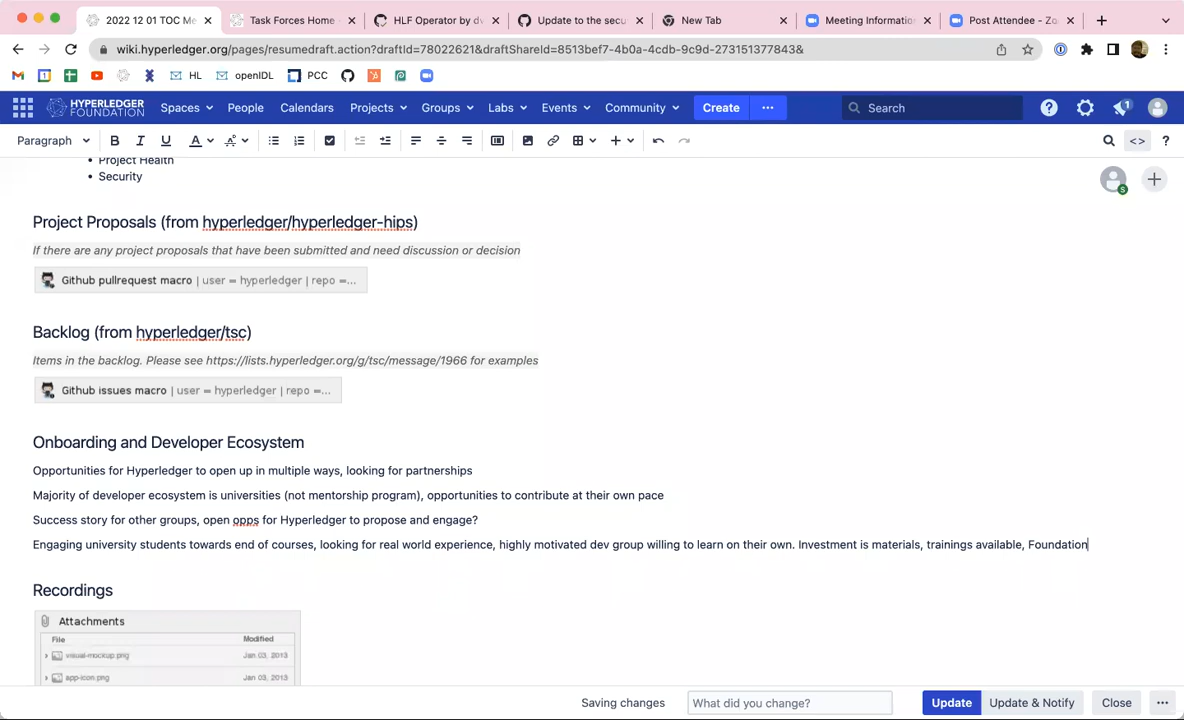 2022 12 01 TOC Me
Task Forces Home -
HLF Operator by dv
Update to the secu
New Tab
Meeting Information
Post Attendee - Zo
wiki.hyperledger.org/pages/resumedraft.action?draftId=78022621&draftShareId=8513bef7-4b0a-4cdb-9c9d-273151377843&
HL
openIDL
PCC
HYPERLEDGER FOUNDATION
Spaces
People
Calendars
Projects
Groups
Labs
Events
Community
Create
Search
1
Paragraph
Project Health
Security
Project Proposals (from hyperledger/hyperledger-hips)
If there are any project proposals that have been submitted and need discussion or decision
Github pullrequest macro | user = hyperledger | repo =...
Backlog (from hyperledger/tsc)
Items in the backlog. Please see https://lists.hyperledger.org/g/tsc/message/1966 for examples
Github issues macro | user = hyperledger | repo =...
Onboarding and Developer Ecosystem
Opportunities for Hyperledger to open up in multiple ways, looking for partnerships
Majority of developer ecosystem is universities (not mentorship program), opportunities to contribute at their own pace
Success story for other groups, open opps for Hyperledger to propose and engage?
Engaging university students towards end of courses, looking for real world experience, highly motivated dev group willing to learn on their own. Investment is materials, trainings available, Foundation
Recordings
Attachments
File Modified
visual-mockup.png Jan 03, 2013
app-icon.png Jan 03, 2013
Saving changes
What did you change?
Update
Update & Notify
Close